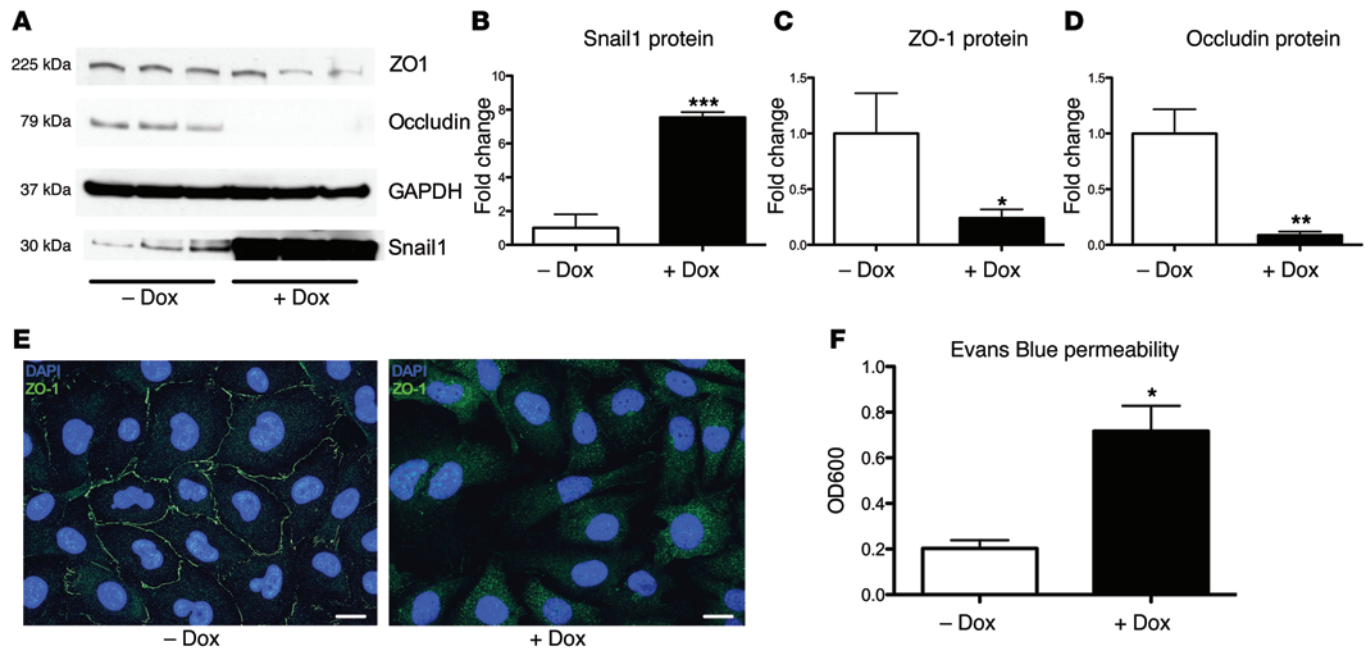 A
225 kDa
ZO1
79 kDa
Occludin
37 kDa
GAPDH
30 kDa
Snail1
– Dox
+ Dox
B
Snail1 protein
Fold change
10
8
6
4
2
0
***
– Dox
+ Dox
C
ZO-1 protein
Fold change
1.5
1.0
0.5
0.0
*
– Dox
+ Dox
D
Occludin protein
Fold change
1.5
1.0
0.5
0.0
**
– Dox
+ Dox
E
DAPI
ZO-1
– Dox
DAPI
ZO-1
+ Dox
F
Evans Blue permeability
OD600
1.0
0.8
0.6
0.4
0.2
0.0
*
– Dox
+ Dox